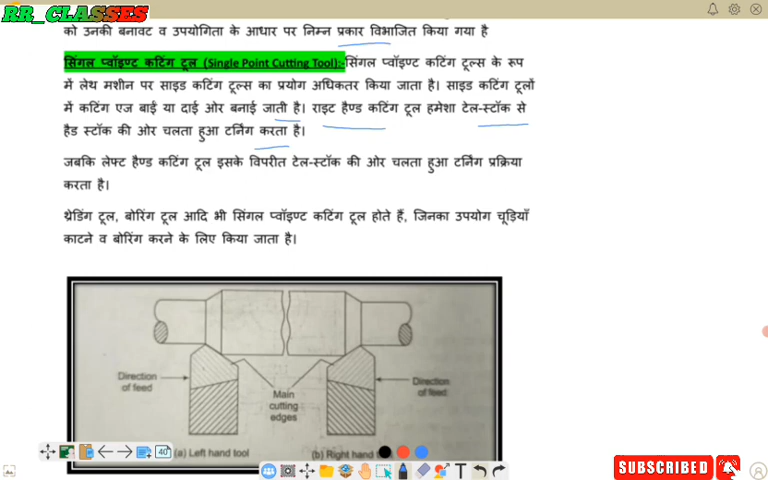 RR_CLASSES
को उनकी बनावट व उपयोगिता के आधार पर निम्न प्रकार विभाजित किया गया है
सिंगल प्वॉइण्ट कटिंग टूल (Single Point Cutting Tool):-सिंगल प्वॉइण्ट कटिंग टूल्स के रूप
में लेथ मशीन पर साइड कटिंग टूल्स का प्रयोग अधिकतर किया जाता है। साइड कटिंग टूलों
में कटिंग एज बाईं या दाईं ओर बनाई जाती है। राइट हैण्ड कटिंग टूल हमेशा टेल-स्टॉक से
हैड स्टॉक की ओर चलता हुआ टर्निंग करता है।
जबकि लेफ्ट हैण्ड कटिंग टूल इसके विपरीत टेल-स्टॉक की ओर चलता हुआ टर्निंग प्रक्रिया
करता है।
थ्रेडिंग टूल, बोरिंग टूल आदि भी सिंगल प्वॉइण्ट कटिंग टूल होते हैं, जिनका उपयोग चूड़ियाँ
काटने व बोरिंग करने के लिए किया जाता है।
Direction
of feed
Main
cutting
edges
Direction
of feed
(a) Left hand tool
(b) Right hand
40
T
SUBSCRIBED